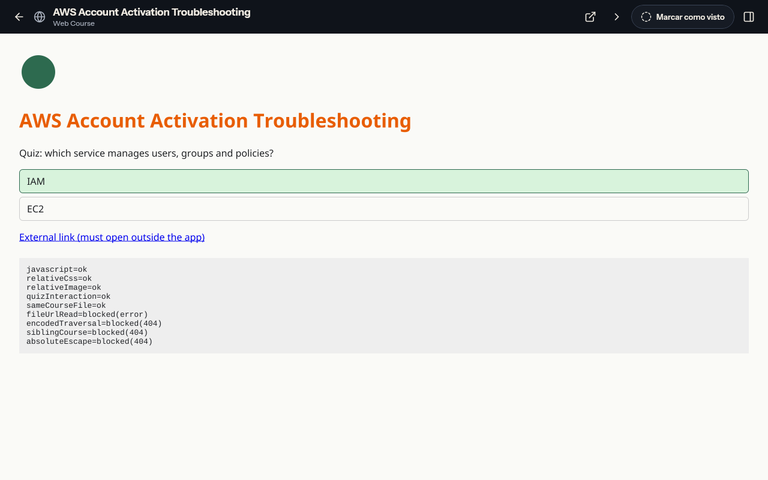 AWS Account Activation Troubleshooting
Web Course
Marcar como visto
AWS Account Activation Troubleshooting
Quiz: which service manages users, groups and policies?
IAM
EC2
External link (must open outside the app)
javascript=ok
relativeCss=ok
relativeImage=ok
quizInteraction=ok
sameCourseFile=ok
fileUrlRead=blocked(error)
encodedTraversal=blocked(404)
siblingCourse=blocked(404)
absoluteEscape=blocked(404)